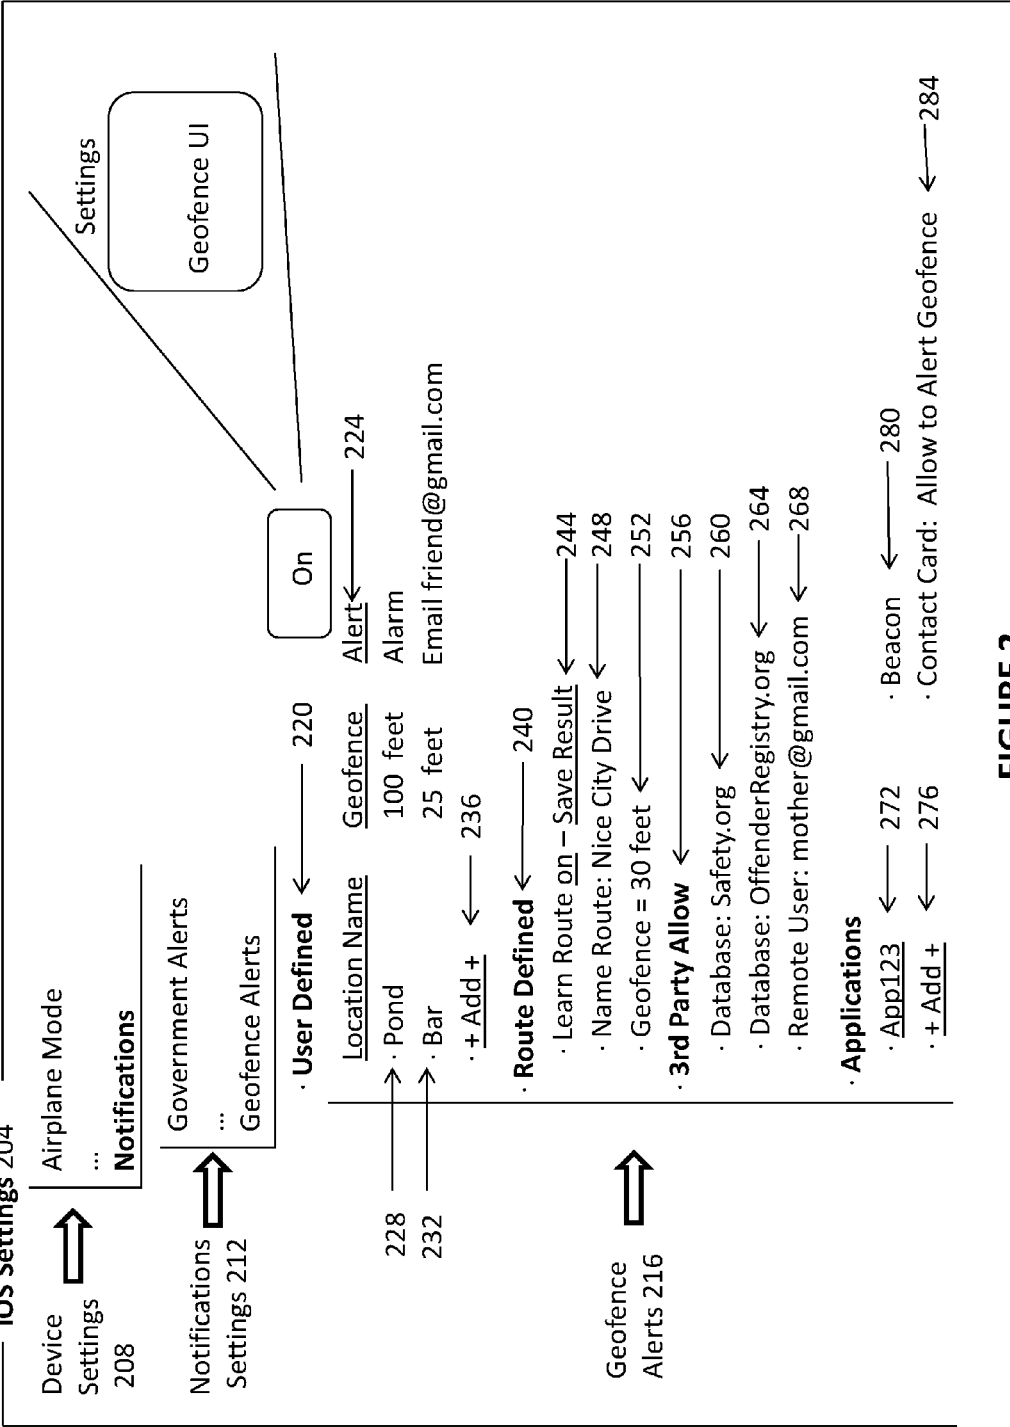 iOS Settings 204
Settings
Geofence UI
Device
Settings
208
Airplane Mode
...
Notifications
Notifications
Settings 212
Government Alerts
...
Geofence Alerts
On
· User Defined 220
Location Name Geofence Alert 224
228 · Pond 100 feet Alarm
232 · Bar 25 feet Email friend@gmail.com
· + Add + 236
Geofence
Alerts 216
· Route Defined 240
· Learn Route on – Save Result 244
· Name Route: Nice City Drive 248
· Geofence = 30 feet 252
· 3rd Party Allow 256
· Database: Safety.org 260
· Database: OffenderRegistry.org 264
· Remote User: mother@gmail.com 268
· Applications
· App123 272 · Beacon 280
· + Add + 276 · Contact Card: Allow to Alert Geofence 284
FIGURE 2